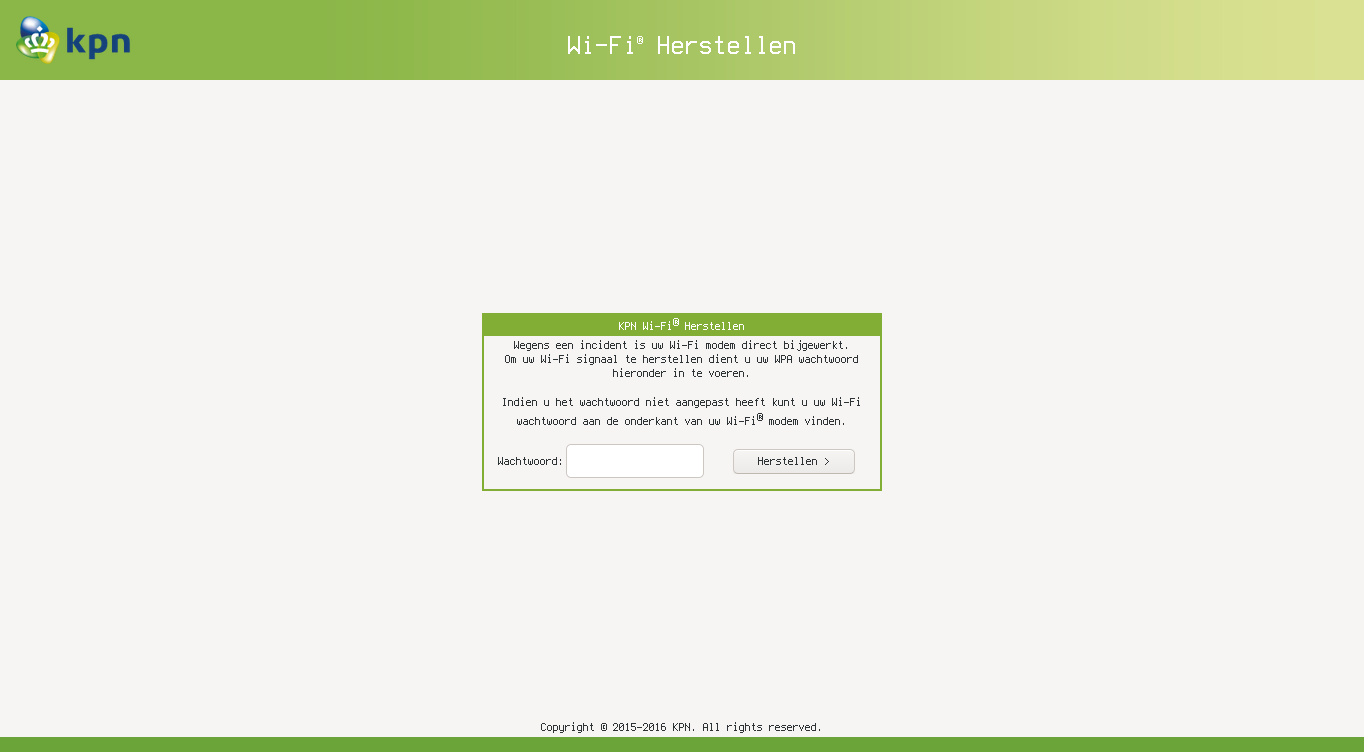 kpn
Wi-Fi® Herstellen
KPN Wi-Fi® Herstellen
Wegens een incident is uw Wi-Fi modem direct bijgewerkt.
Om uw Wi-Fi signaal te herstellen dient u uw WPA wachtwoord
hieronder in te voeren.
Indien u het wachtwoord niet aangepast heeft kunt u uw Wi-Fi
wachtwoord aan de onderkant van uw Wi-Fi® modem vinden.
Wachtwoord: Herstellen >
Copyright © 2015-2016 KPN. All rights reserved.